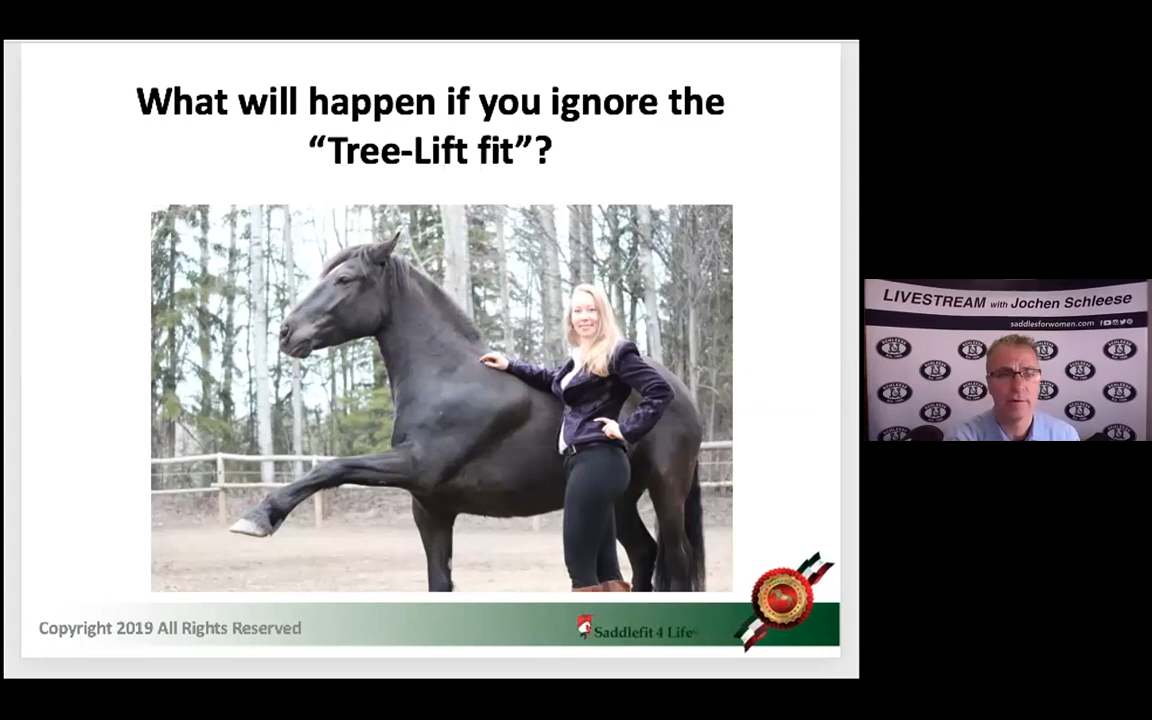 What will happen if you ignore the
“Tree-Lift fit”?
Copyright 2019 All Rights Reserved
Saddlefit 4 Life
LIVESTREAM with Jochen Schleese
saddlesforwomen.com
SCHLEESE